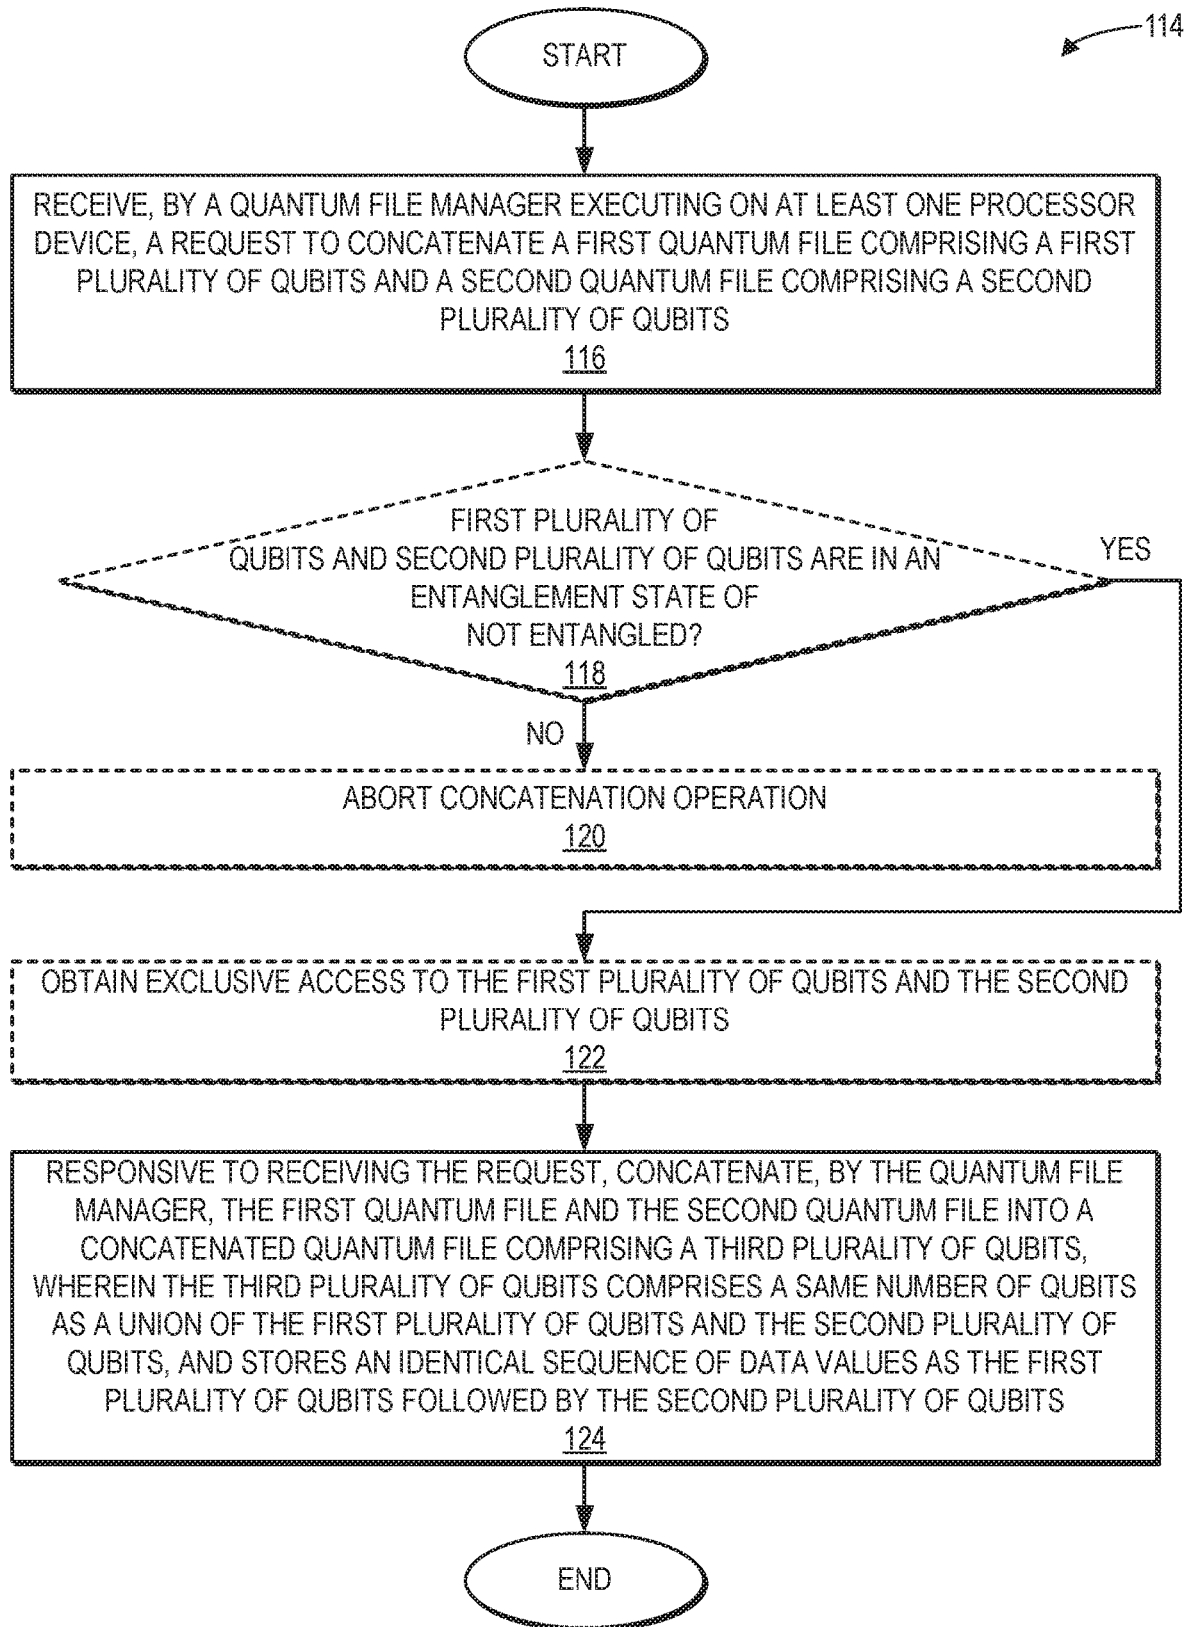 START
114
RECEIVE, BY A QUANTUM FILE MANAGER EXECUTING ON AT LEAST ONE PROCESSOR
DEVICE, A REQUEST TO CONCATENATE A FIRST QUANTUM FILE COMPRISING A FIRST
PLURALITY OF QUBITS AND A SECOND QUANTUM FILE COMPRISING A SECOND
PLURALITY OF QUBITS
116
FIRST PLURALITY OF
QUBITS AND SECOND PLURALITY OF QUBITS ARE IN AN
ENTANGLEMENT STATE OF
NOT ENTANGLED?
118
YES
NO
ABORT CONCATENATION OPERATION
120
OBTAIN EXCLUSIVE ACCESS TO THE FIRST PLURALITY OF QUBITS AND THE SECOND
PLURALITY OF QUBITS
122
RESPONSIVE TO RECEIVING THE REQUEST, CONCATENATE, BY THE QUANTUM FILE
MANAGER, THE FIRST QUANTUM FILE AND THE SECOND QUANTUM FILE INTO A
CONCATENATED QUANTUM FILE COMPRISING A THIRD PLURALITY OF QUBITS,
WHEREIN THE THIRD PLURALITY OF QUBITS COMPRISES A SAME NUMBER OF QUBITS
AS A UNION OF THE FIRST PLURALITY OF QUBITS AND THE SECOND PLURALITY OF
QUBITS, AND STORES AN IDENTICAL SEQUENCE OF DATA VALUES AS THE FIRST
PLURALITY OF QUBITS FOLLOWED BY THE SECOND PLURALITY OF QUBITS
124
END